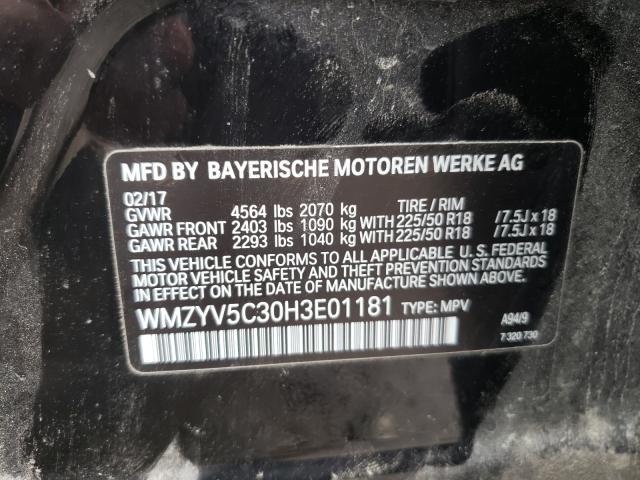 MFD BY BAYERISCHE MOTOREN WERKE AG
02/17
GVWR 4564 lbs 2070 kg TIRE / RIM
GAWR FRONT 2403 lbs 1090 kg WITH 225/50 R18 /7.5J x 18
GAWR REAR 2293 lbs 1040 kg WITH 225/50 R18 /7.5J x 18
THIS VEHICLE CONFORMS TO ALL APPLICABLE U. S. FEDERAL
MOTOR VEHICLE SAFETY AND THEFT PREVENTION STANDARDS
IN EFFECT ON THE DATE OF MANUFACTURE SHOWN ABOVE.
WMZYV5C30H3E01181 TYPE: MPV
A94/9
7 320 730